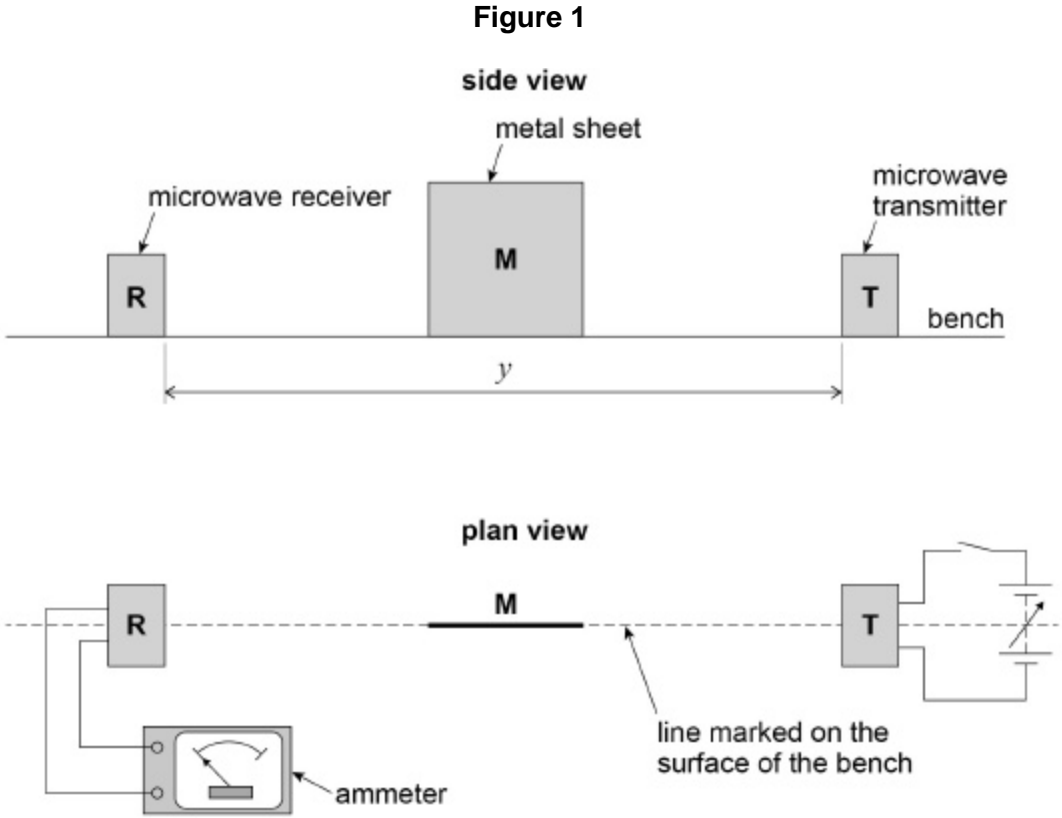 Figure 1
side view
metal sheet
microwave receiver
microwave
transmitter
R
M
T
bench
y
plan view
R
M
T
line marked on the
surface of the bench
ammeter